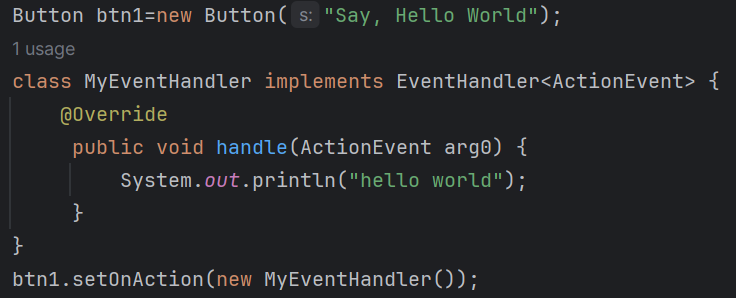 Button btn1=new Button( s: "Say, Hello World");
1 usage
class MyEventHandler implements EventHandler<ActionEvent> {
@Override
public void handle(ActionEvent arg0) {
System.out.println("hello world");
}
}
btn1.setOnAction(new MyEventHandler());